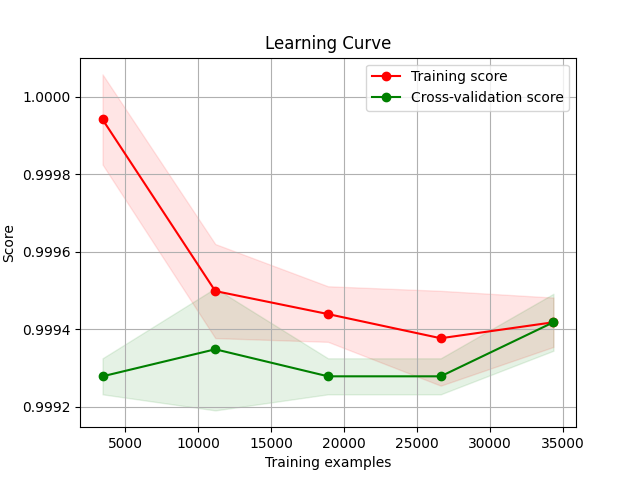 Learning Curve
Training score
Cross-validation score
1.0000
0.9998
0.9996
0.9994
0.9992
Score
5000 10000 15000 20000 25000 30000 35000
Training examples